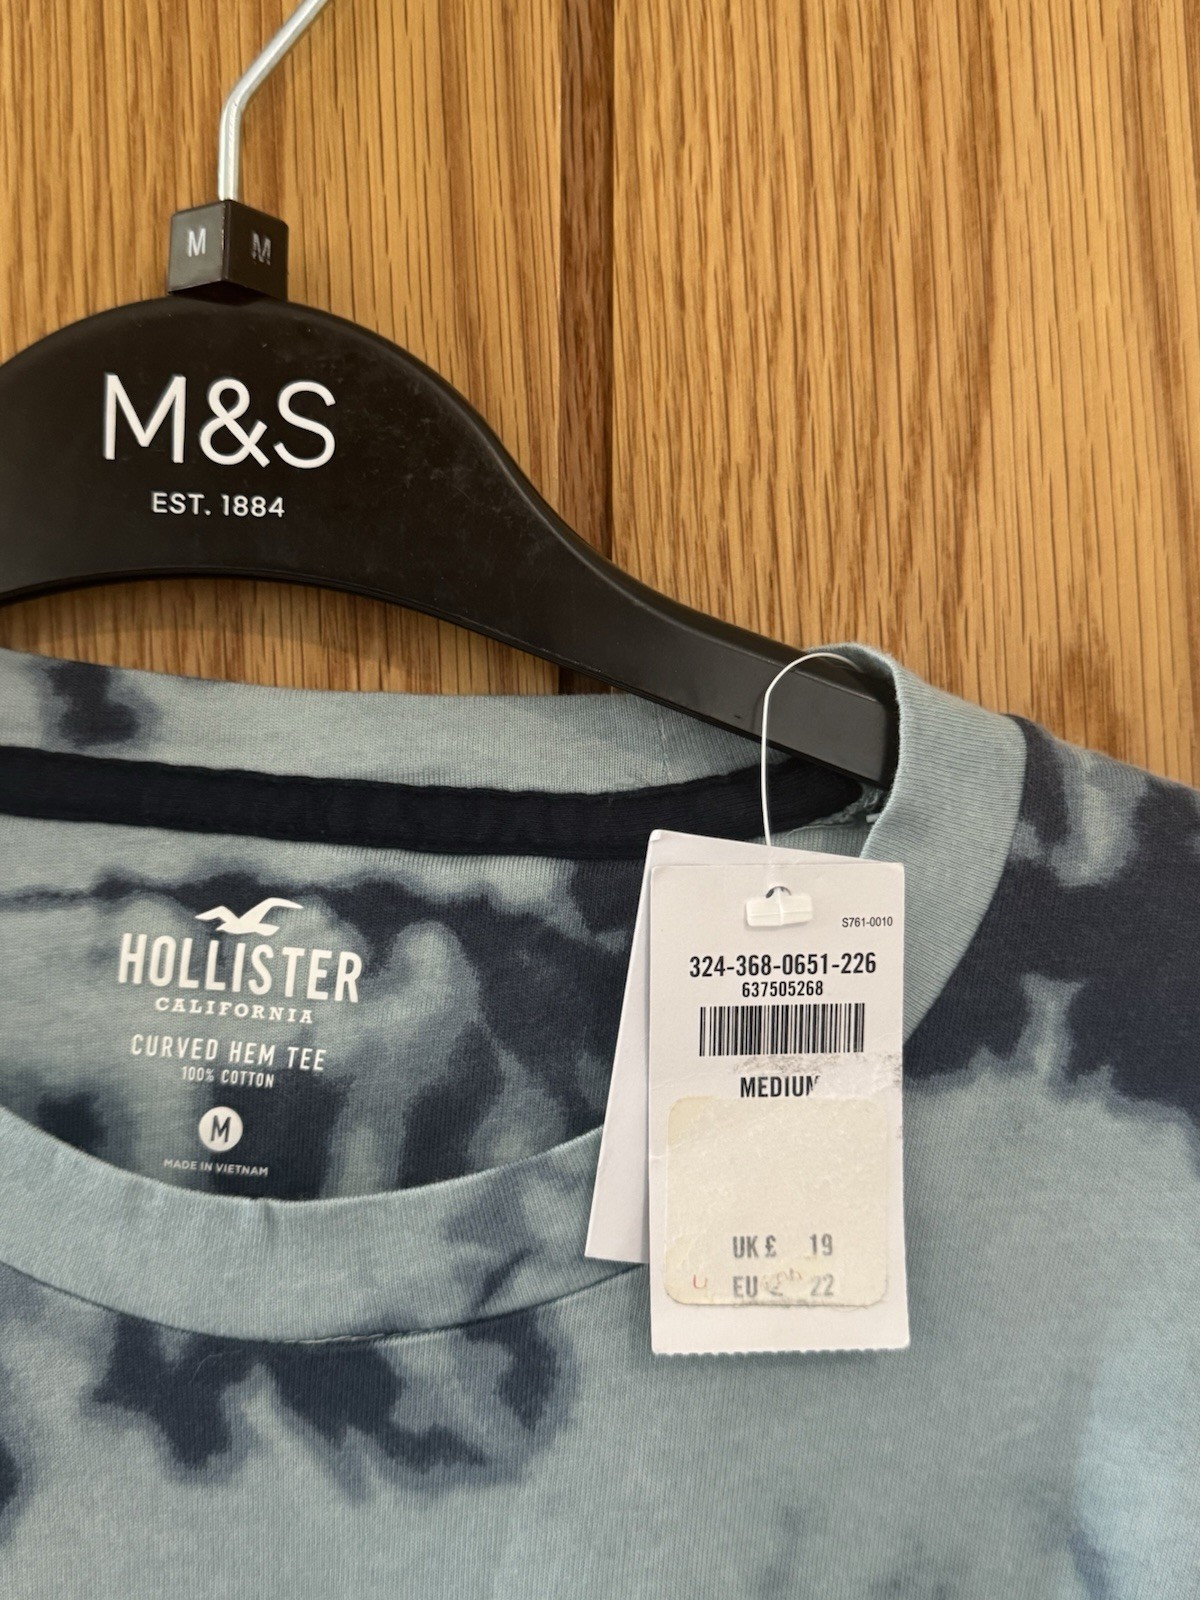 M M
M&S
EST. 1884
HOLLISTER
CALIFORNIA
CURVED HEM TEE
100% COTTON
M
MADE IN VIETNAM
S761-0010
324-368-0651-226
637505268
MEDIUM
UK £ 19
EU 22